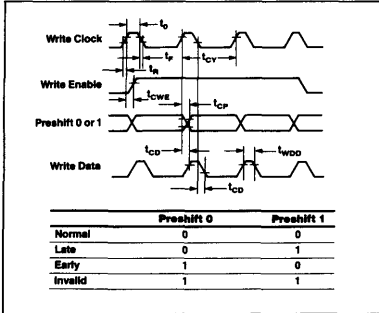 t0
Write Clock
tF
tCY
tR
Write Enable
tCWE
tCP
Preshift 0 or 1
tCD
tWDD
Write Data
tCD
Preshift 0 Preshift 1
Normal 0 0
Late 0 1
Early 1 0
Invalid 1 1